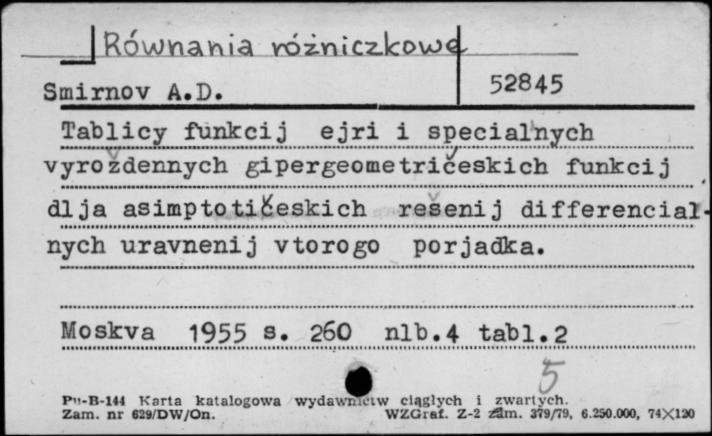 Równania różniczkowe
Smirnov A.D.
52845
Tablicy funkcij ejri i special'nych
vyroždennych gipergeometričeskich funkcij
dlja asimptotičeskich rešenij differencial-
nych uravnenij vtorogo porjadka.
Moskva 1955 s. 260 nlb.4 tabl.2
5
Pu-B-144 Karta katalogowa wydawnictw ciągłych i zwartych.
Zam. nr 629/DW/On. WZGraf. Z-2 zam. 379/79, 6.250.000, 74×120